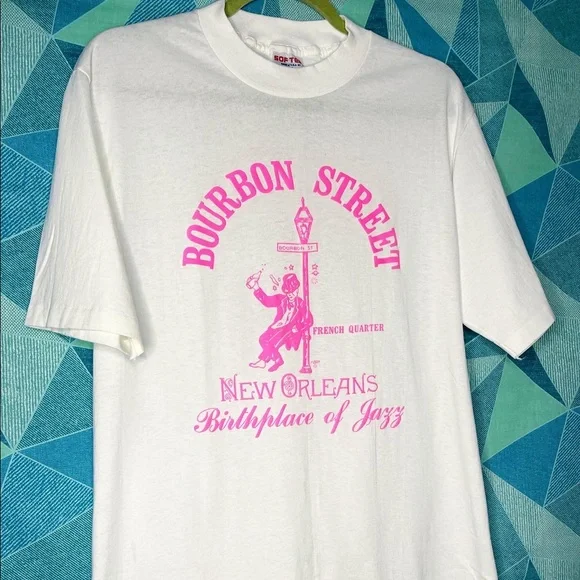 BOURBON STREET
BOURBON ST.
FRENCH QUARTER
NEW ORLEANS
Birthplace of Jazz